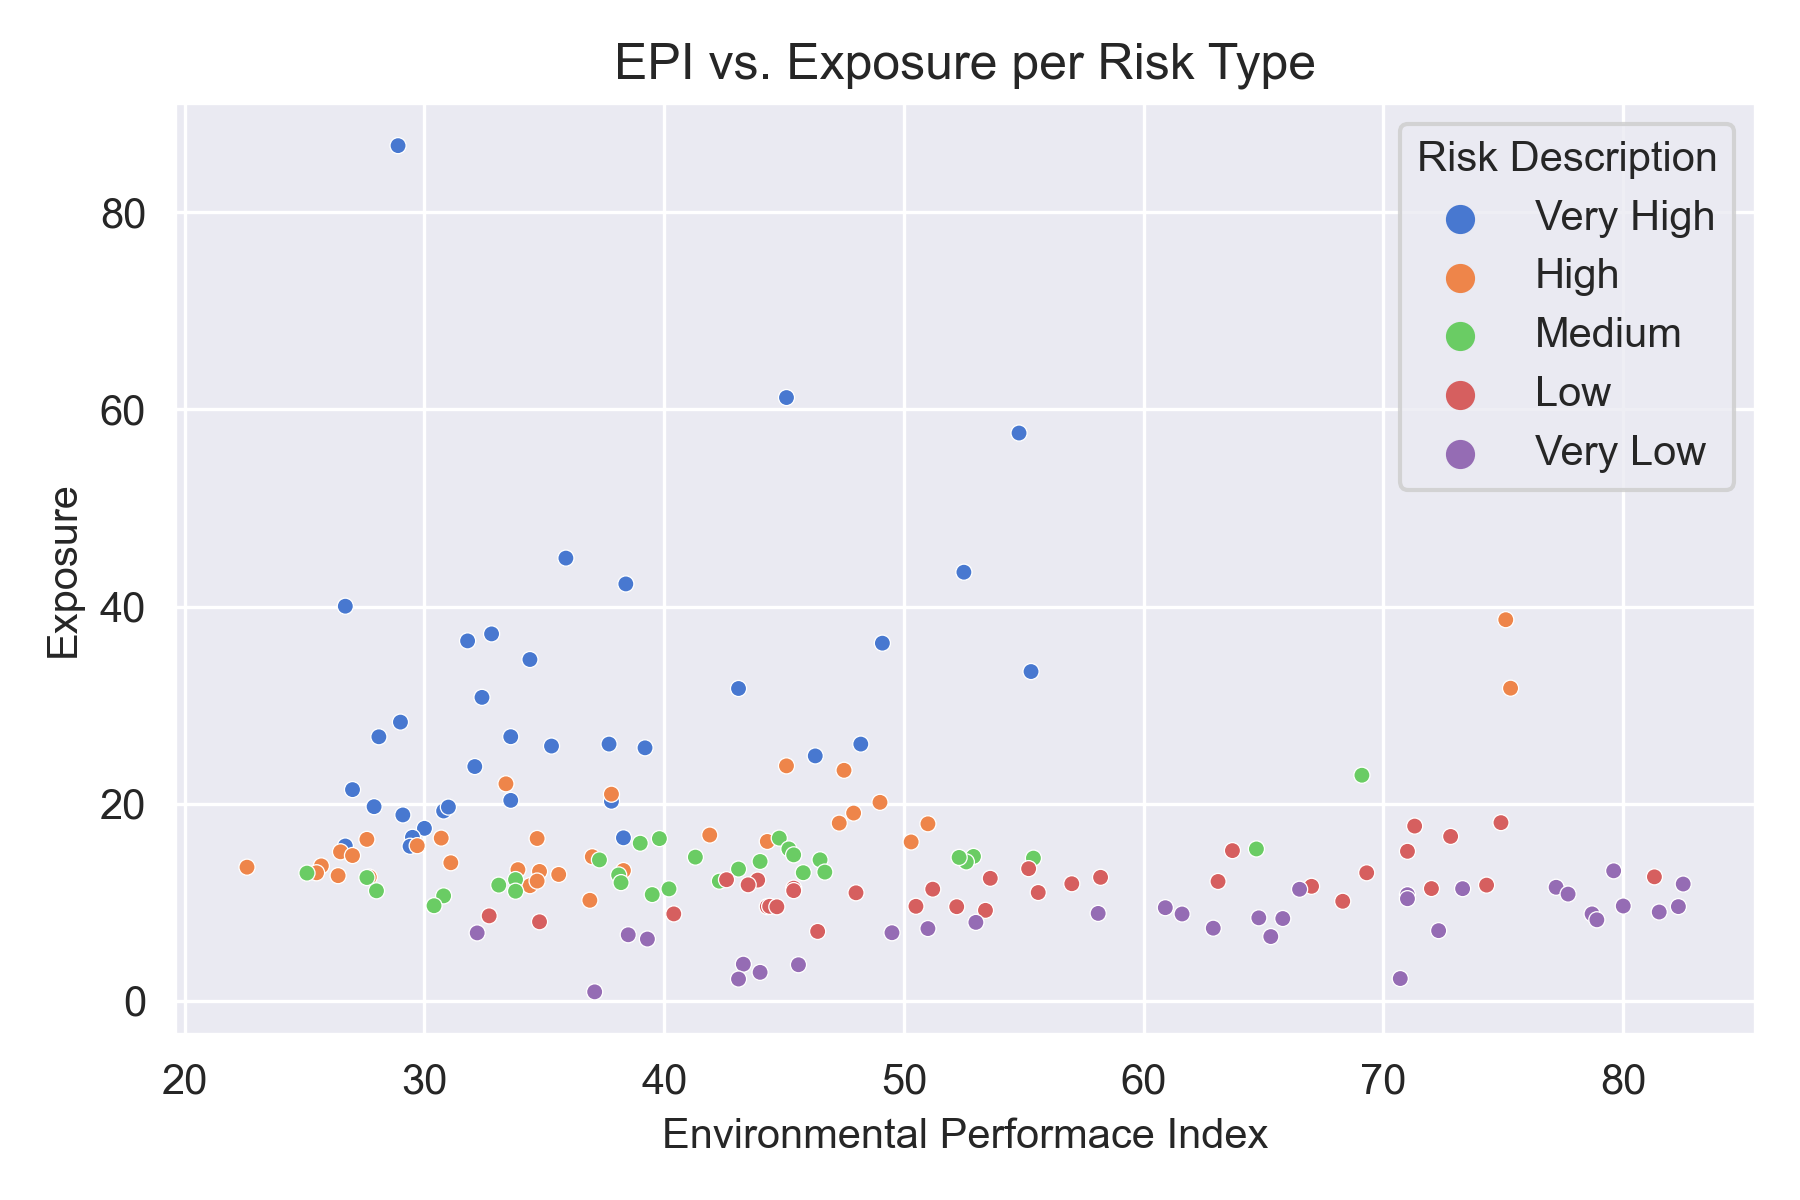 EPI vs. Exposure per Risk Type
Risk Description
Very High
High
Medium
Low
Very Low
Exposure
80
60
40
20
0
20 30 40 50 60 70 80
Environmental Performace Index